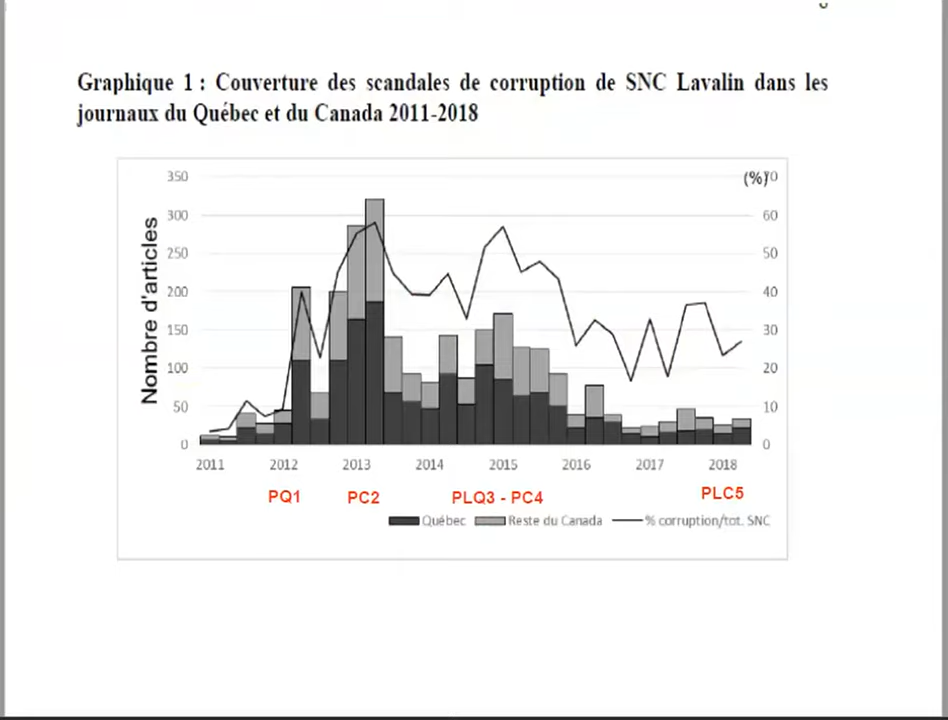 Graphique 1 : Couverture des scandales de corruption de SNC Lavalin dans les
journaux du Québec et du Canada 2011-2018
Nombre d'articles
(%)
350
300
250
200
150
100
50
0
70
60
50
40
30
20
10
0
2011 2012 2013 2014 2015 2016 2017 2018
PQ1 PC2 PLQ3 - PC4 PLC5
Québec Reste du Canada % corruption/tot. SNC